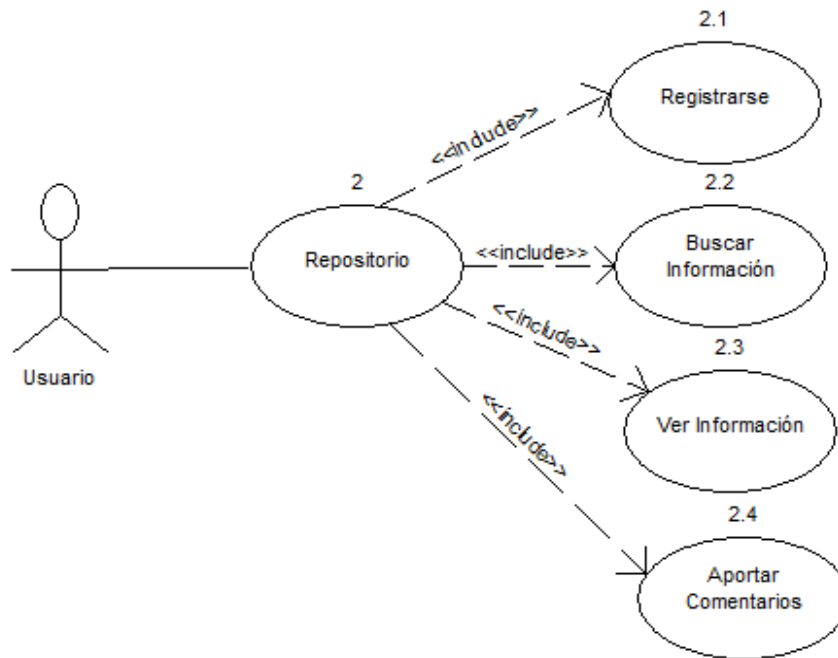 2.1
Registrarse
<<include>>
2
2.2
Repositorio
<<include>>
Buscar
Información
<<include>>
2.3
Usuario
Ver Información
<<include>>
2.4
Aportar
Comentarios